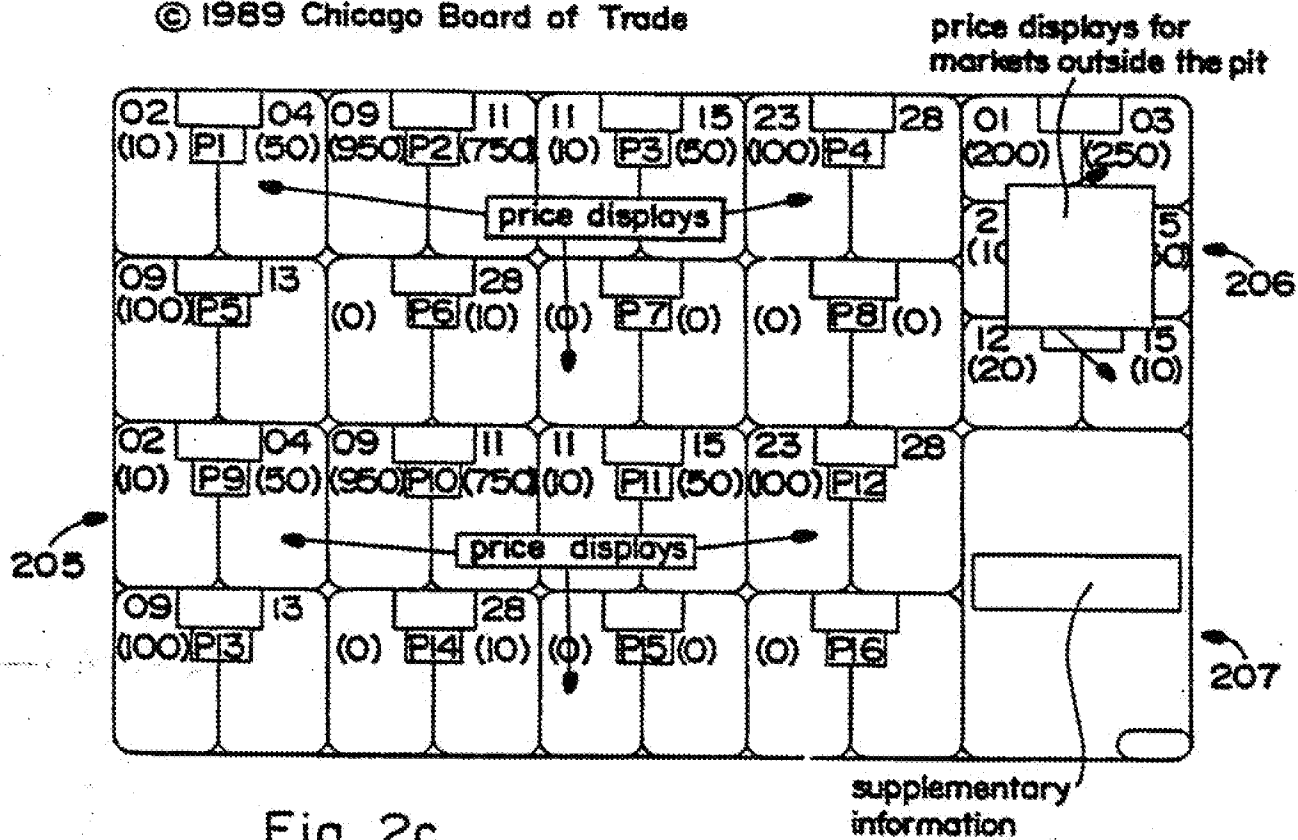 © 1989 Chicago Board of Trade
price displays for
markets outside the pit
02 04 09 11 11 15 23 28 01 03
(10) P1 (50) (950) P2 (750) (10) P3 (50) (100) P4 (200) (250)
price displays
2 5
(10 0)
206
09 13 28
(100) P5 (0) P6 (10) (0) P7 (0) (0) P8 (0)
12 15
(20) (10)
02 04 09 11 11 15 23 28
(10) P9 (50) (950) P10 (750) (10) P11 (50) (100) P12
205
price displays
09 13 28
(100) P13 (0) P14 (10) (0) P5 (0) (0) P16
207
supplementary
information
Fig. 2c